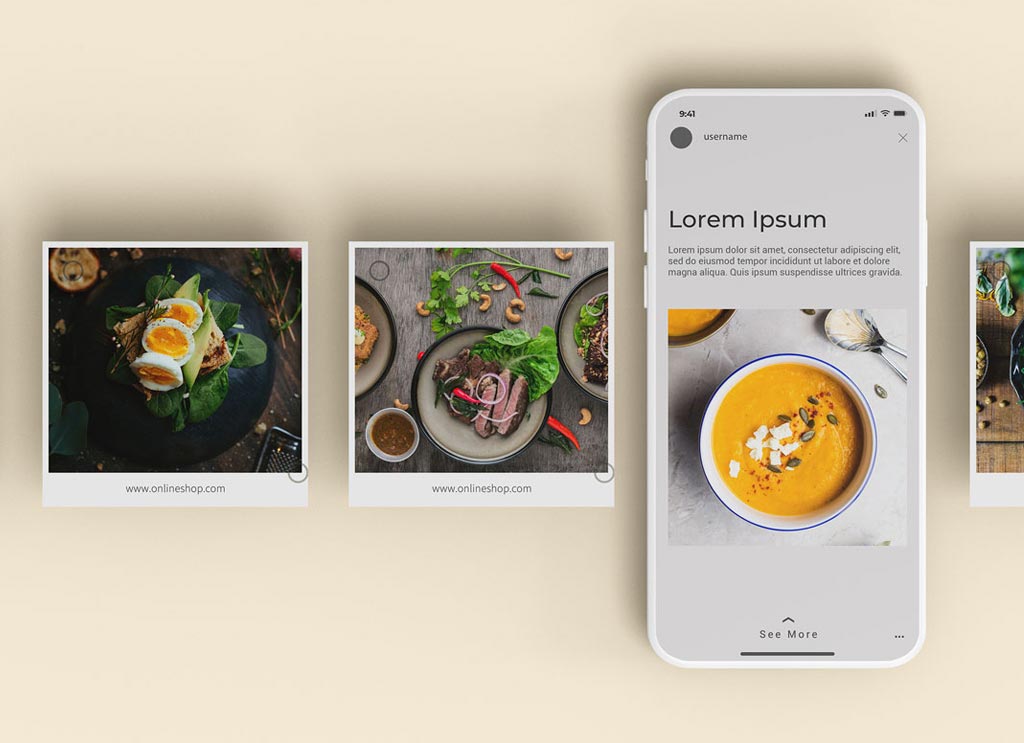 www.onlineshop.com
www.onlineshop.com
9:41
username
Lorem Ipsum
Lorem ipsum dolor sit amet, consectetur adipiscing elit,
sed do eiusmod tempor incididunt ut labore et dolore
magna aliqua. Quis ipsum suspendisse ultrices gravida.
See More